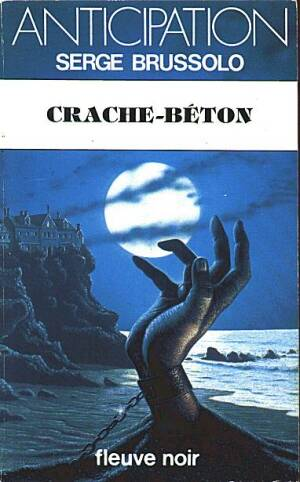 ANTICIPATION
SERGE BRUSSOLO
CRACHE-BÉTON
fleuve noir